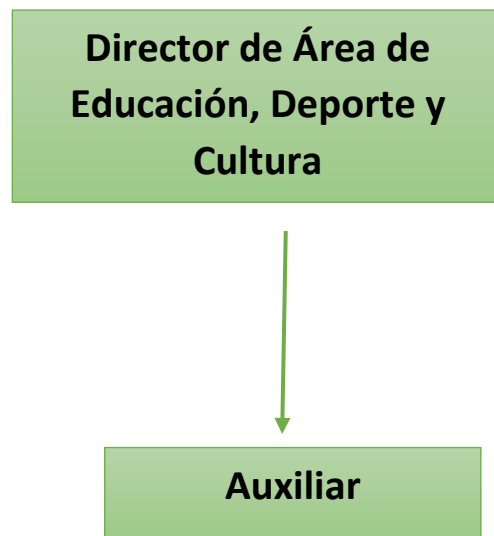 Director de Área de
Educación, Deporte y
Cultura
Auxiliar